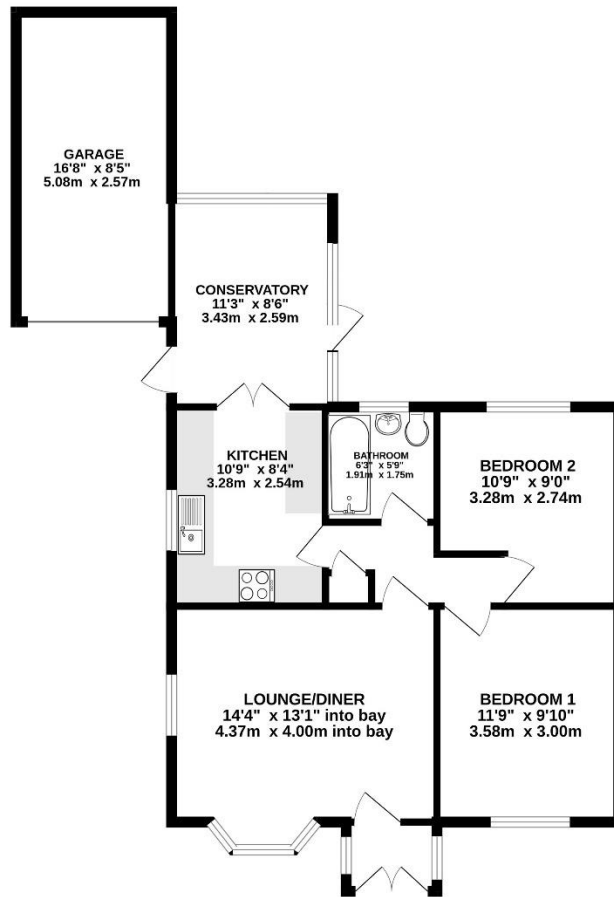 GARAGE
16'8" x 8'5"
5.08m x 2.57m
CONSERVATORY
11'3" x 8'6"
3.43m x 2.59m
KITCHEN
10'9" x 8'4"
3.28m x 2.54m
BATHROOM
6'3" x 5'9"
1.91m x 1.75m
BEDROOM 2
10'9" x 9'0"
3.28m x 2.74m
LOUNGE/DINER
14'4" x 13'1" into bay
4.37m x 4.00m into bay
BEDROOM 1
11'9" x 9'10"
3.58m x 3.00m